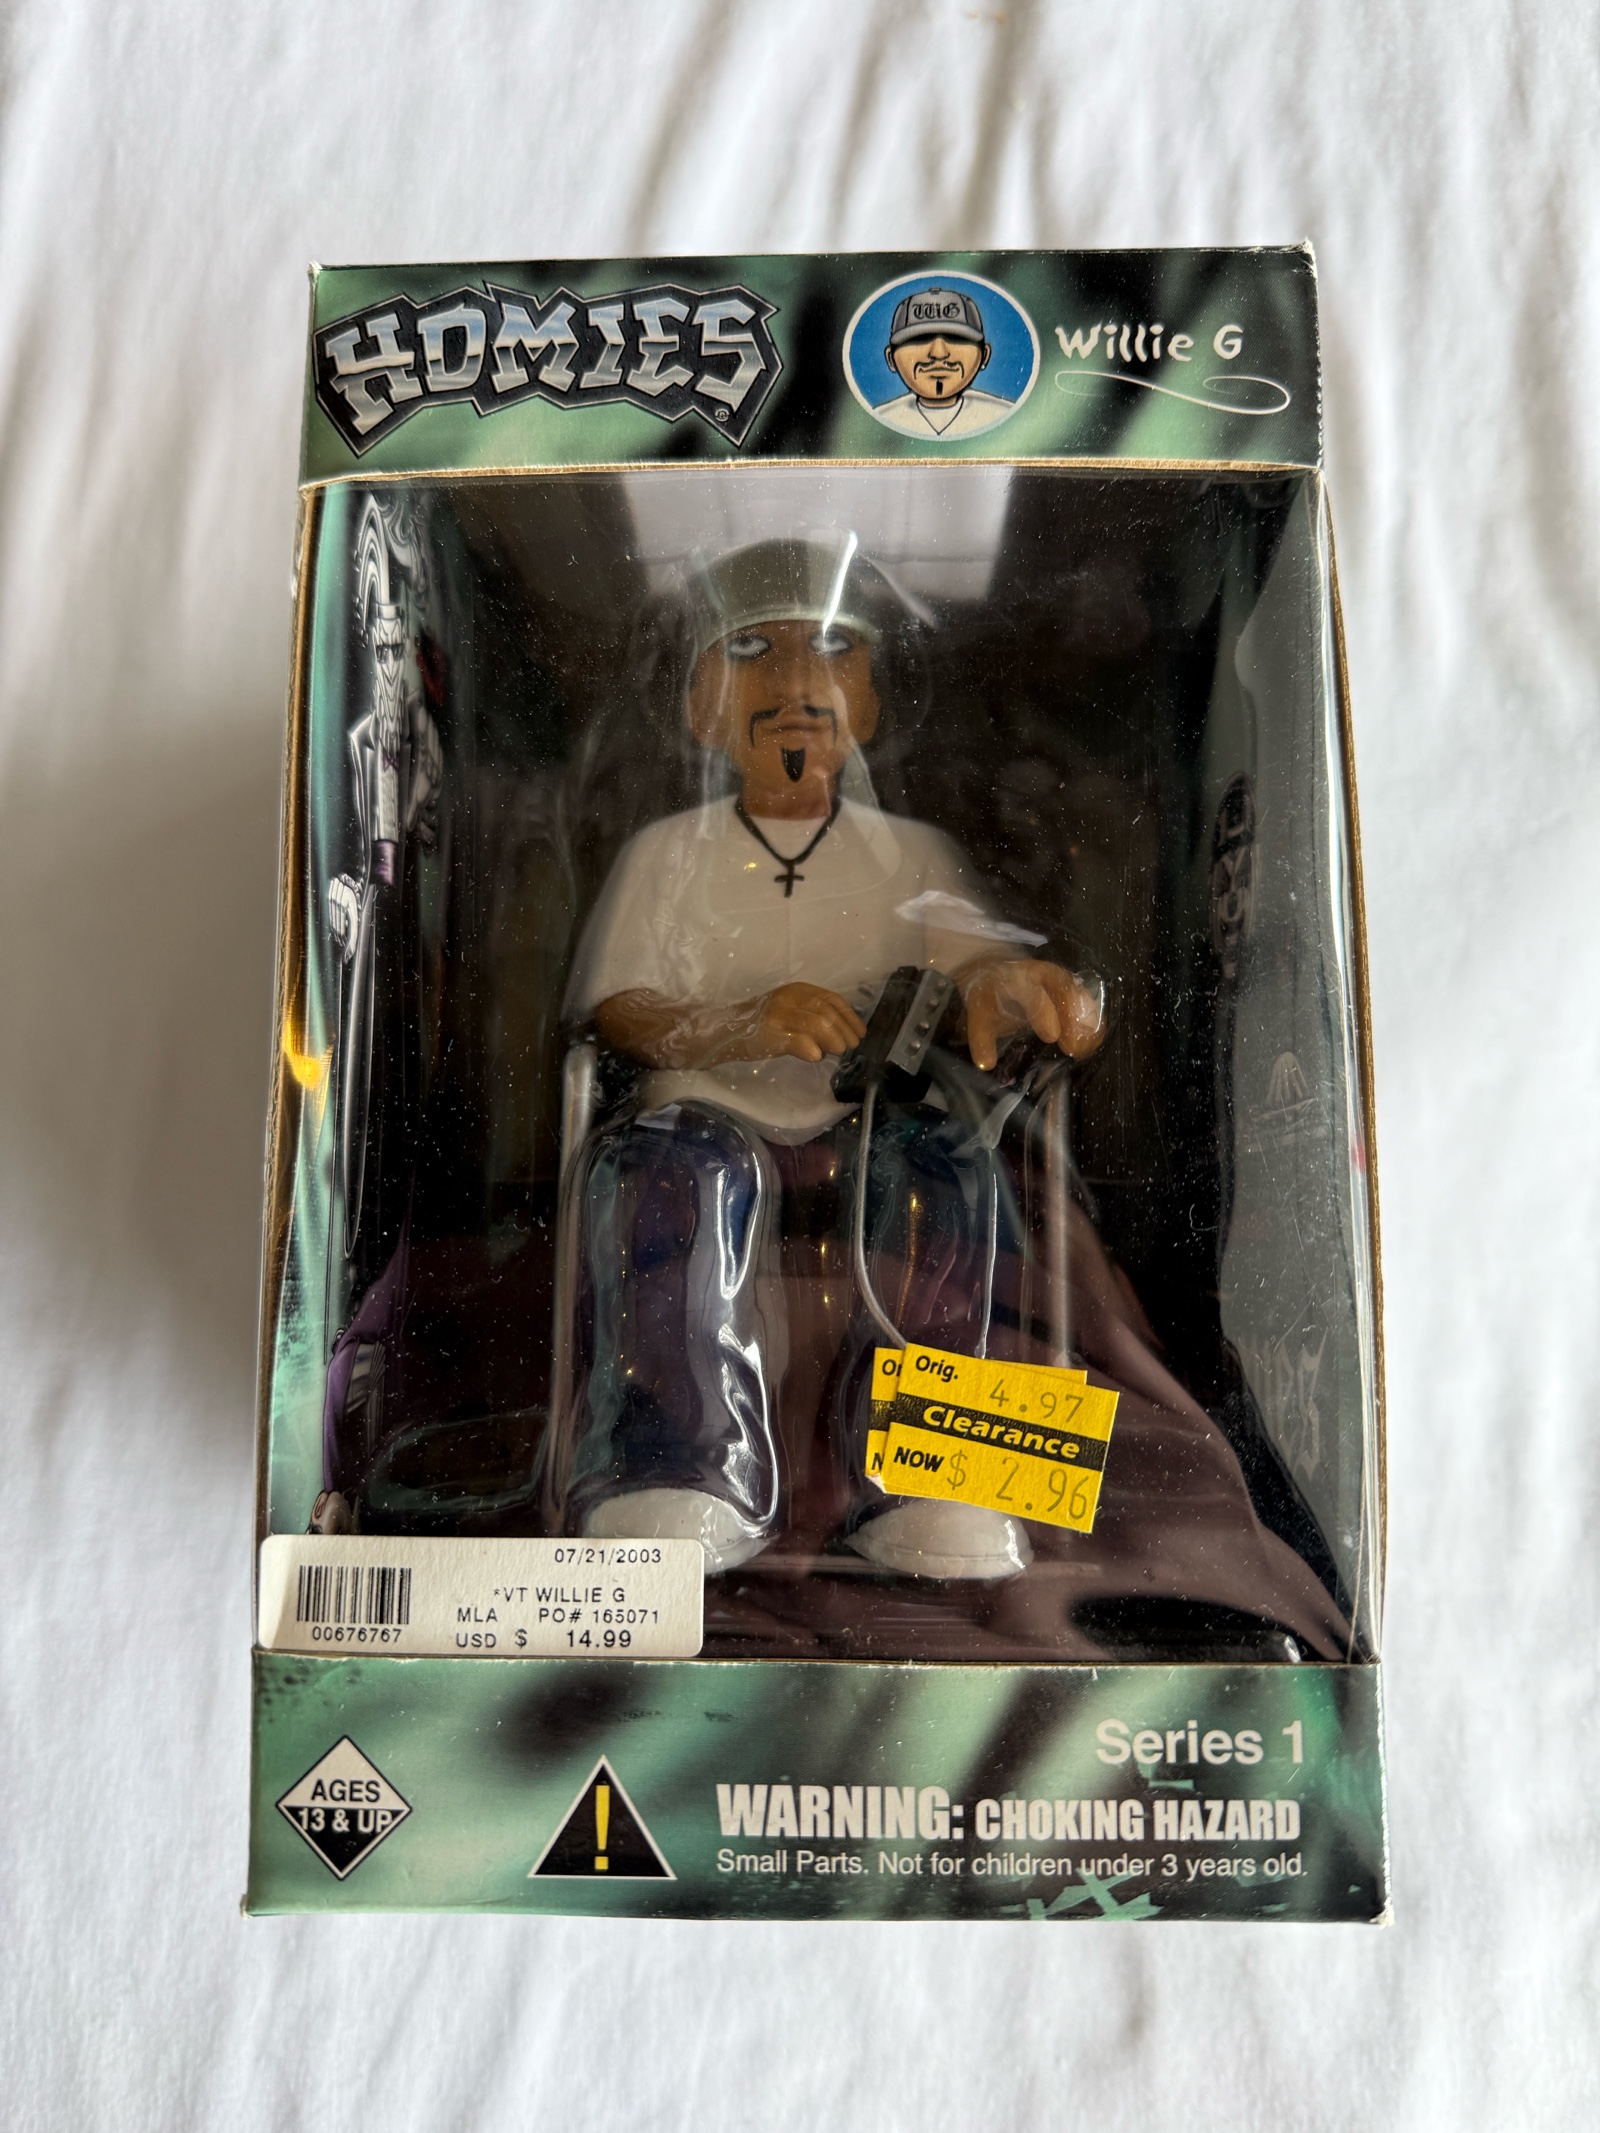 HOMIES
®
WG
Willie G
Orig. 4.97
Clearance
NOW $ 2.96
07/21/2003
*VT WILLIE G
MLA PO# 165071
00676767 USD $ 14.99
Series 1
AGES
13 & UP
!
WARNING: CHOKING HAZARD
Small Parts. Not for children under 3 years old.